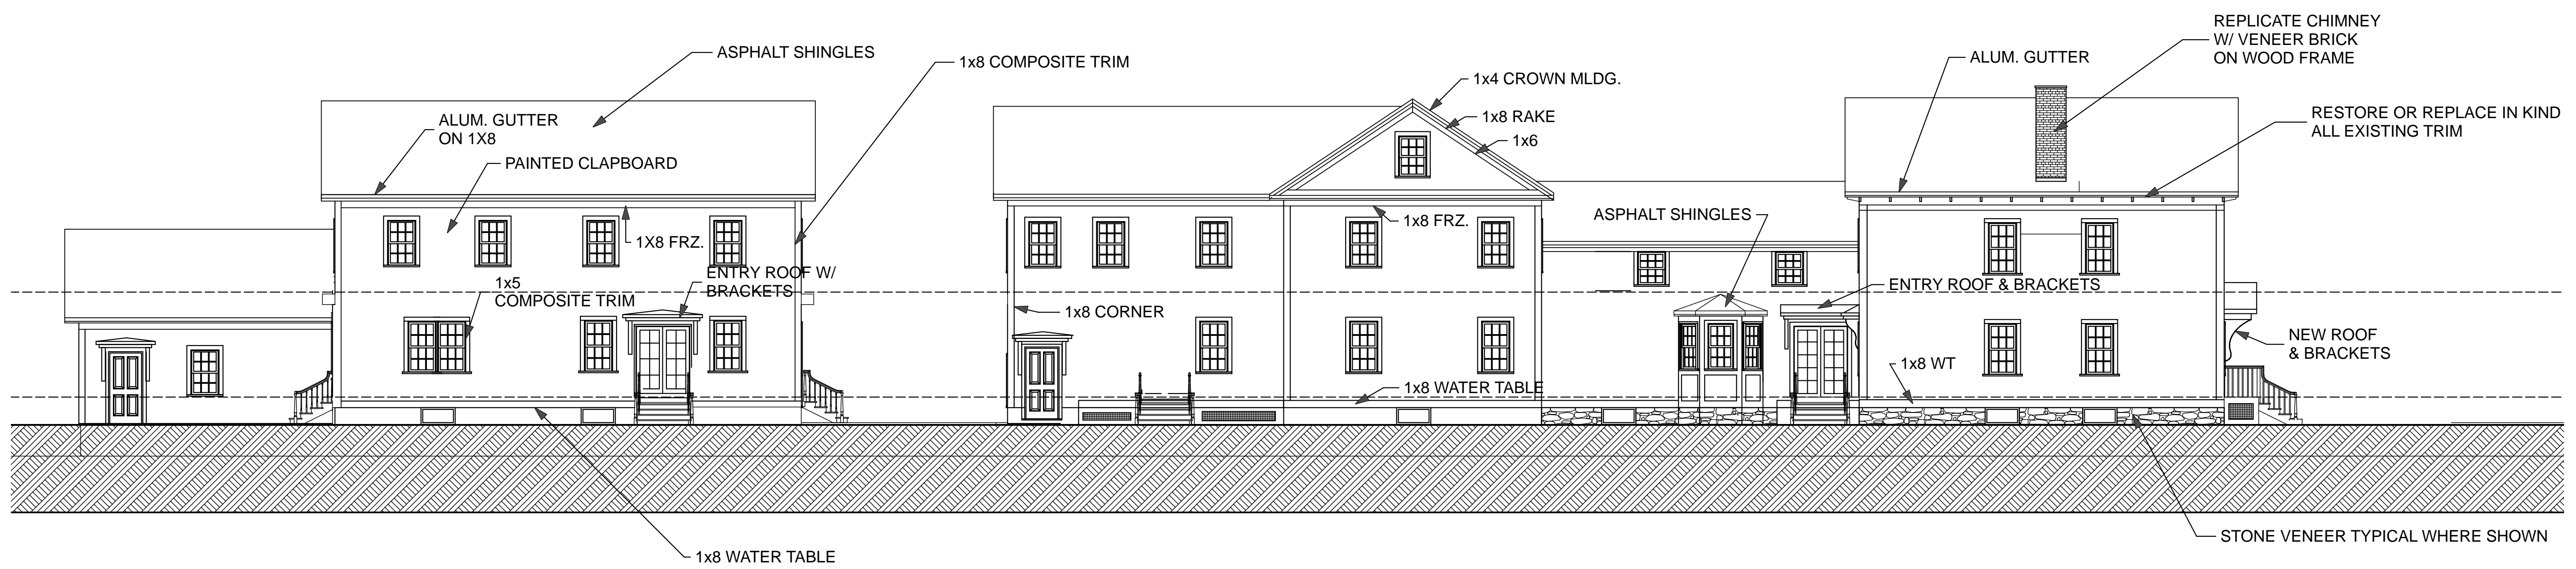 ASPHALT SHINGLES
1x8 COMPOSITE TRIM
ALUM. GUTTER
ON 1X8
PAINTED CLAPBOARD
1X8 FRZ.
ENTRY ROOF W/
BRACKETS
1x5
COMPOSITE TRIM
1x8 WATER TABLE
1x4 CROWN MLDG.
1x8 RAKE
1x6
1x8 FRZ.
1x8 CORNER
1x8 WATER TABLE
ASPHALT SHINGLES
ENTRY ROOF & BRACKETS
1x8 WT
ALUM. GUTTER
REPLICATE CHIMNEY
W/ VENEER BRICK
ON WOOD FRAME
RESTORE OR REPLACE IN KIND
ALL EXISTING TRIM
NEW ROOF
& BRACKETS
STONE VENEER TYPICAL WHERE SHOWN